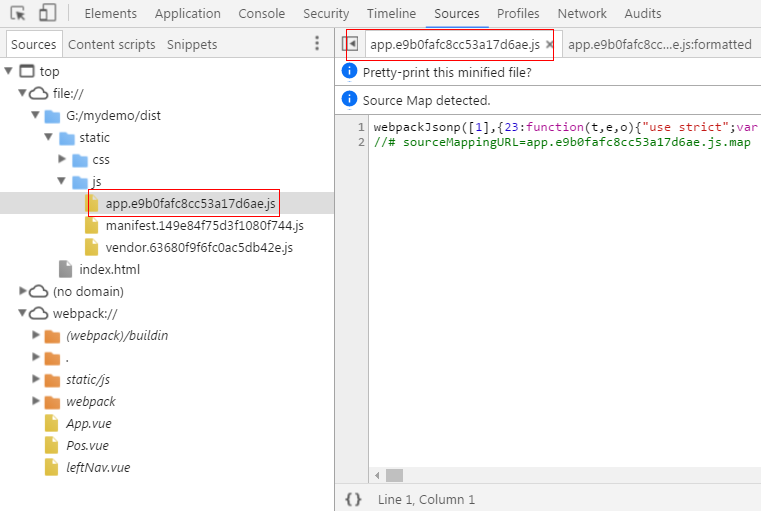 Elements Application Console Security Timeline Sources Profiles Network Audits
Sources Content scripts Snippets
app.e9b0fafc8cc53a17d6ae.js × app.e9b0fafc8cc...e.js:formatted
top
file://
G:/mydemo/dist
static
css
js
app.e9b0fafc8cc53a17d6ae.js
manifest.149e84f75d3f1080f744.js
vendor.63680f9f6fc0ac5db42e.js
index.html
(no domain)
webpack://
(webpack)/buildin
.
static/js
webpack
App.vue
Pos.vue
leftNav.vue
Pretty-print this minified file?
Source Map detected.
1 webpackJsonp([1],{23:function(t,e,o){"use strict";var
2 //# sourceMappingURL=app.e9b0fafc8cc53a17d6ae.js.map
{} Line 1, Column 1